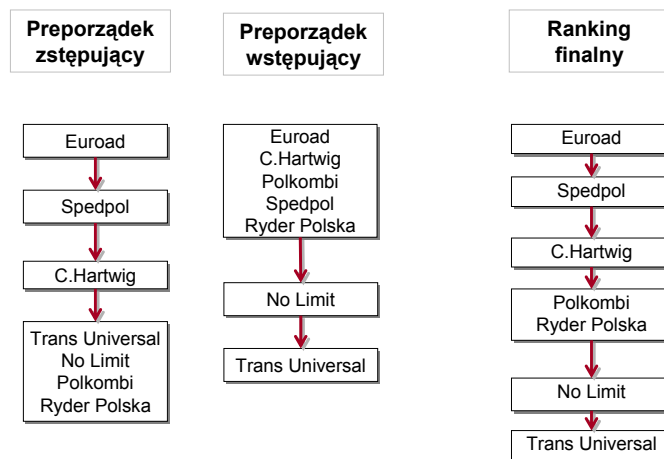 Preporządek
zstępujący
Euroad
Spedpol
C.Hartwig
Trans Universal
No Limit
Polkombi
Ryder Polska
Preporządek
wstępujący
Euroad
C.Hartwig
Polkombi
Spedpol
Ryder Polska
No Limit
Trans Universal
Ranking
finalny
Euroad
Spedpol
C.Hartwig
Polkombi
Ryder Polska
No Limit
Trans Universal